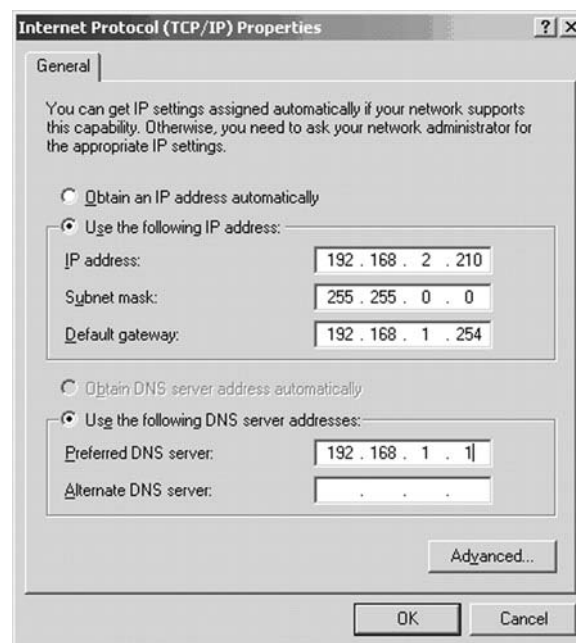 Internet Protocol (TCP/IP) Properties
General
You can get IP settings assigned automatically if your network supports
this capability. Otherwise, you need to ask your network administrator for
the appropriate IP settings.
Obtain an IP address automatically
Use the following IP address:
IP address: 192 . 168 . 2 . 210
Subnet mask: 255 . 255 . 0 . 0
Default gateway: 192 . 168 . 1 . 254
Obtain DNS server address automatically
Use the following DNS server addresses:
Preferred DNS server: 192 . 168 . 1 . 1
Alternate DNS server: . . .
Advanced...
OK Cancel